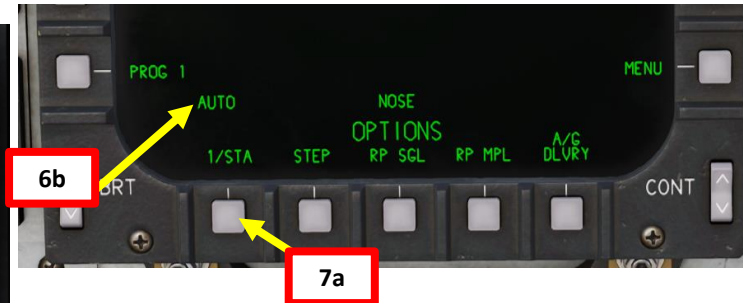 PROG 1
MENU
AUTO
NOSE
OPTIONS
1/STA
STEP
RP SGL
RP MPL
A/G
DLVRY
6b
BRT
CONT
7a